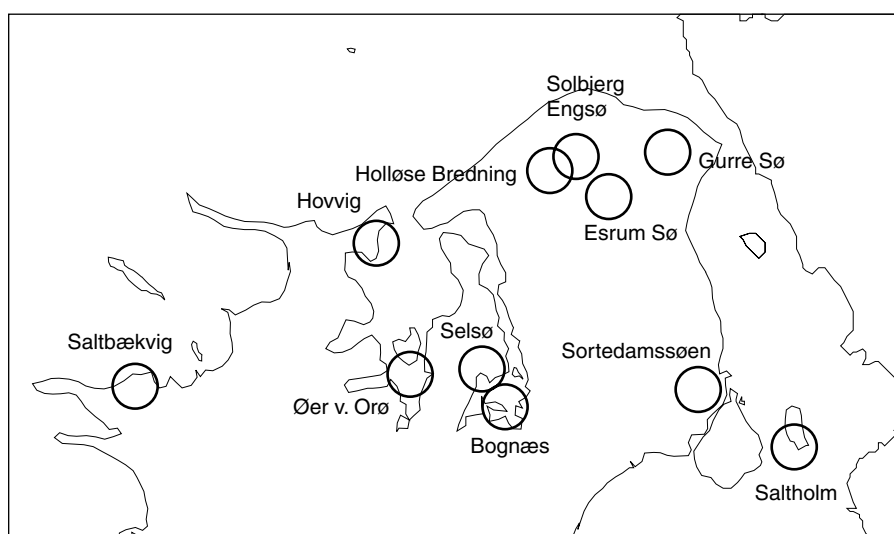 Solbjerg
Engsø
Gurre Sø
Holløse Bredning
Hovvig
Esrum Sø
Selsø
Saltbækvig
Sortedamssøen
Øer v. Orø
Bognæs
Saltholm